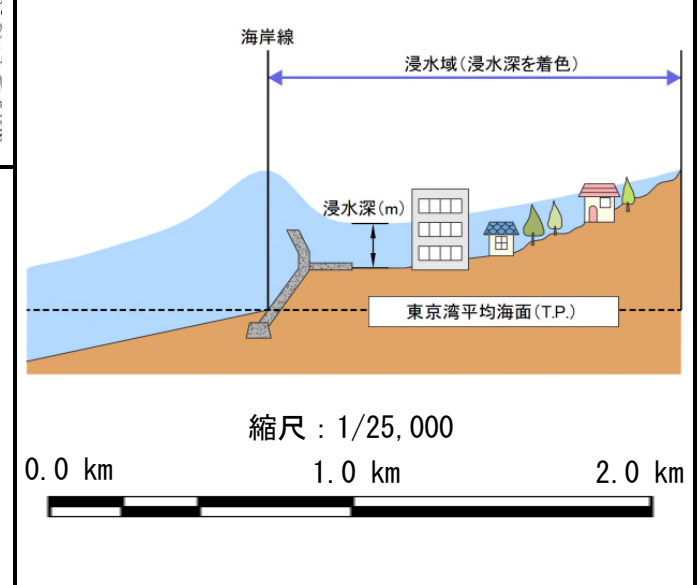 海岸線
浸水域(浸水深を着色)
浸水深(m)
東京湾平均海面(T.P.)
縮尺：1/25,000
0.0 km 1.0 km 2.0 km